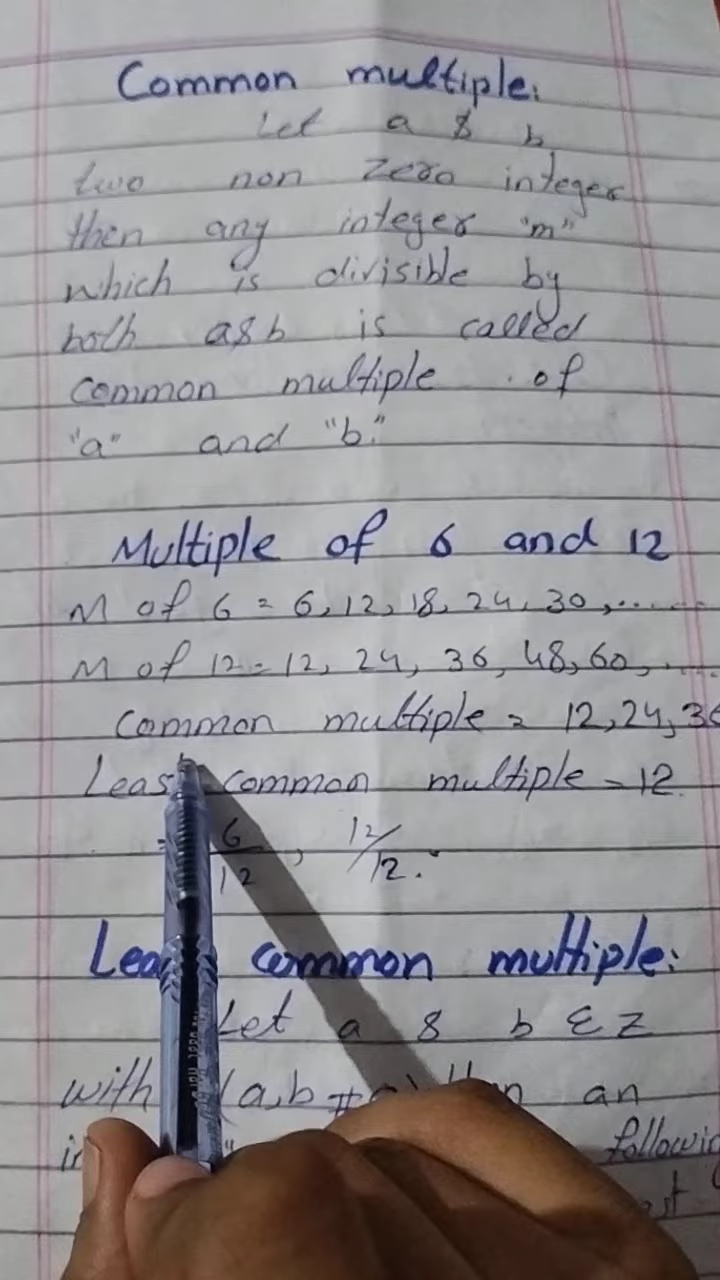 Common multiple:
Let a & b
two non zero integer
then any integer "m"
which is divisible by
both a&b is called
common multiple of
"a" and "b."
Multiple of 6 and 12
M of 6 = 6, 12, 18, 24, 30, ......
M of 12 = 12, 24, 36, 48, 60, ....
Common multiple = 12, 24, 36
Least common multiple = 12.
= 6/12, 12/12.
common multiple:
Let a & b ∈ Z
with (a, b ≠ an
followin